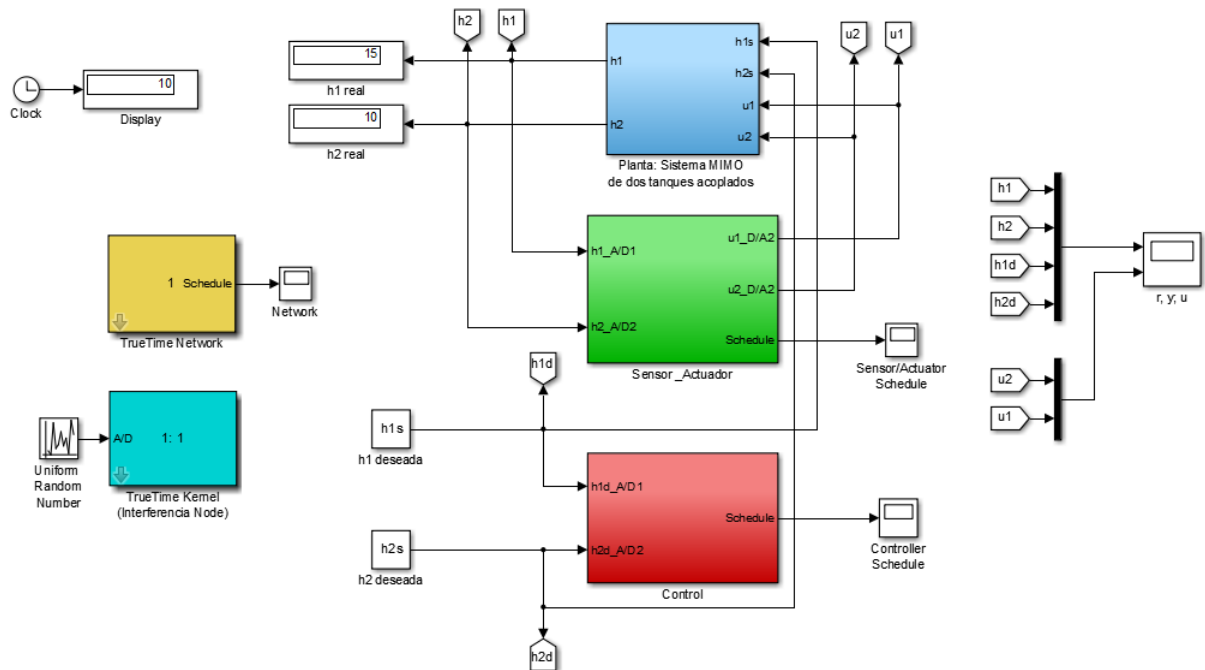 h2
h1
u2
u1
15
h1 real
10
h2 real
10
Clock
Display
h1
h2
h1s
h2s
u1
u2
Planta: Sistema MIMO
de dos tanques acoplados
h1
h2
h1d
h2d
r, y; u
u2
u1
1
Schedule
TrueTime Network
Network
h1_A/D1
h2_A/D2
u1_D/A2
u2_D/A2
Schedule
Sensor _Actuador
Sensor/Actuator
Schedule
A/D
1: 1
Uniform
Random
Number
TrueTime Kernel
(Interferencia Node)
h1d
h1s
h1 deseada
h2s
h2 deseada
h1d_A/D1
h2d_A/D2
Schedule
Control
Controller
Schedule
h2d